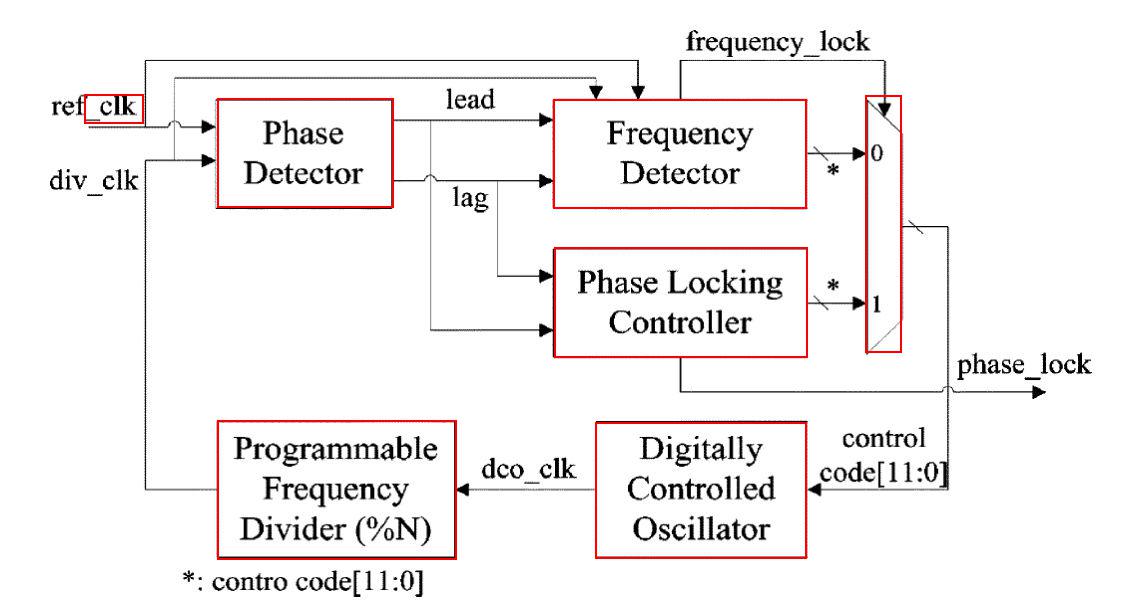 frequency_lock
ref_clk
lead
Phase
Detector
Frequency
Detector
0
*
div_clk
lag
Phase Locking
Controller
*
1
phase_lock
Programmable
Frequency
Divider (%N)
dco_clk
Digitally
Controlled
Oscillator
control
code[11:0]
*: contro code[11:0]